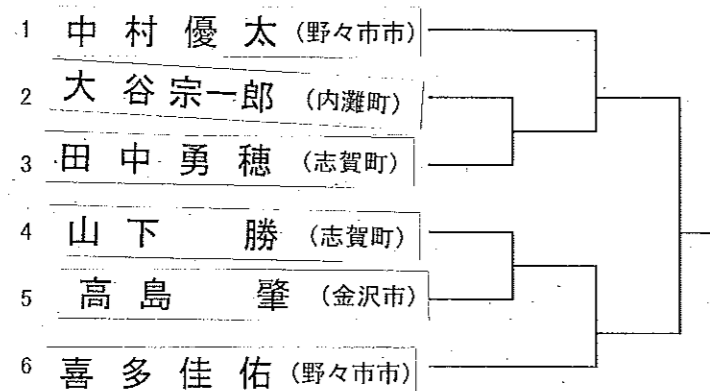 1 中村優太 (野々市市)
2 大谷宗一郎 (内灘町)
3 田中勇穂 (志賀町)
4 山下 勝 (志賀町)
5 高島 肇 (金沢市)
6 喜多佳佑 (野々市市)